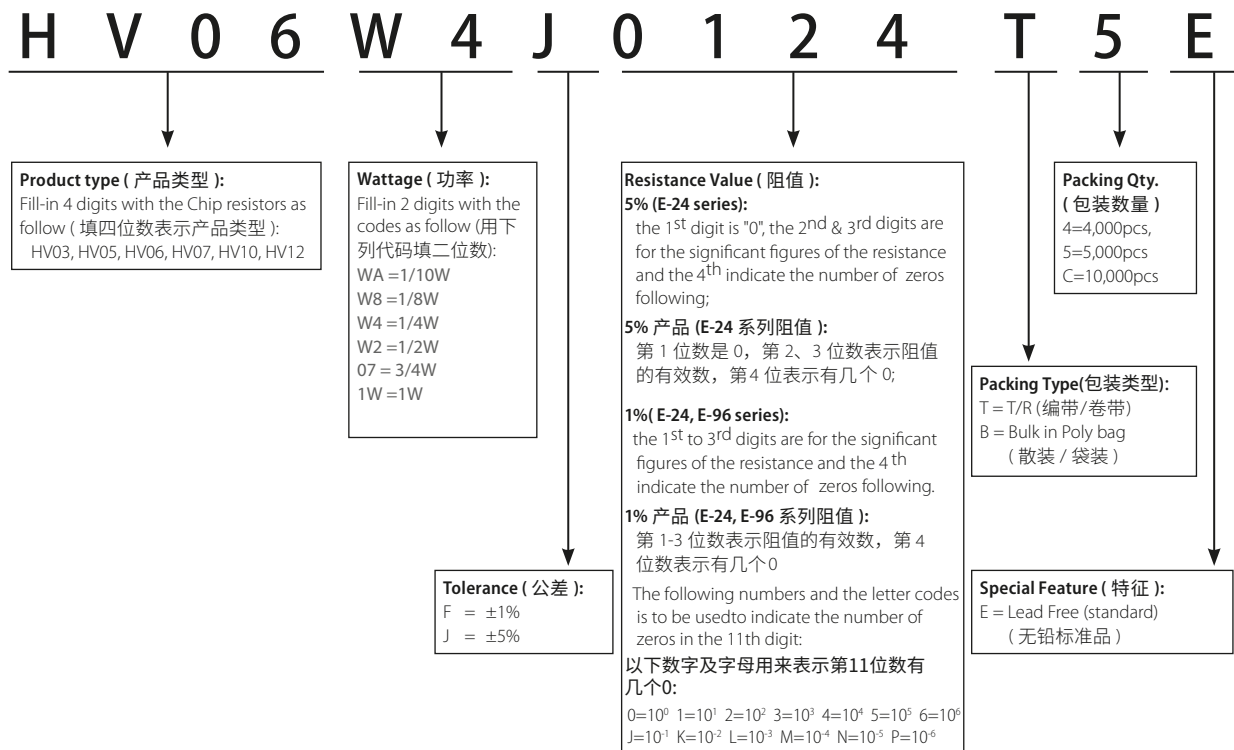 H V 0 6 W 4 J 0 1 2 4 T 5 E
Product type ( 产品类型 ):
Fill-in 4 digits with the Chip resistors as
follow ( 填四位数表示产品类型 ):
HV03, HV05, HV06, HV07, HV10, HV12
Wattage ( 功率 ):
Fill-in 2 digits with the
codes as follow (用下
列代码填二位数):
WA =1/10W
W8 =1/8W
W4 =1/4W
W2 =1/2W
07 = 3/4W
1W =1W
Tolerance ( 公差 ):
F = ±1%
J = ±5%
Resistance Value ( 阻值 ):
5% (E-24 series):
the 1st digit is "0", the 2nd & 3rd digits are
for the significant figures of the resistance
and the 4th indicate the number of zeros
following;
5% 产品 (E-24 系列阻值 ):
第 1 位数是 0，第 2、3 位数表示阻值
的有效数，第4 位表示有几个 0;
1%( E-24, E-96 series):
the 1st to 3rd digits are for the significant
figures of the resistance and the 4 th
indicate the number of zeros following.
1% 产品 (E-24, E-96 系列阻值 ):
第 1-3 位数表示阻值的有效数，第 4
位数表示有几个0
The following numbers and the letter codes
is to be usedto indicate the number of
zeros in the 11th digit:
以下数字及字母用来表示第11位数有
几个0:
0=10⁰ 1=10¹ 2=10² 3=10³ 4=10⁴ 5=10⁵ 6=10⁶
J=10⁻¹ K=10⁻² L=10⁻³ M=10⁻⁴ N=10⁻⁵ P=10⁻⁶
Packing Qty.
( 包装数量 )
4=4,000pcs,
5=5,000pcs
C=10,000pcs
Packing Type(包装类型):
T = T/R (编带/卷带)
B = Bulk in Poly bag
( 散装 / 袋装 )
Special Feature ( 特征 ):
E = Lead Free (standard)
( 无铅标准品 )